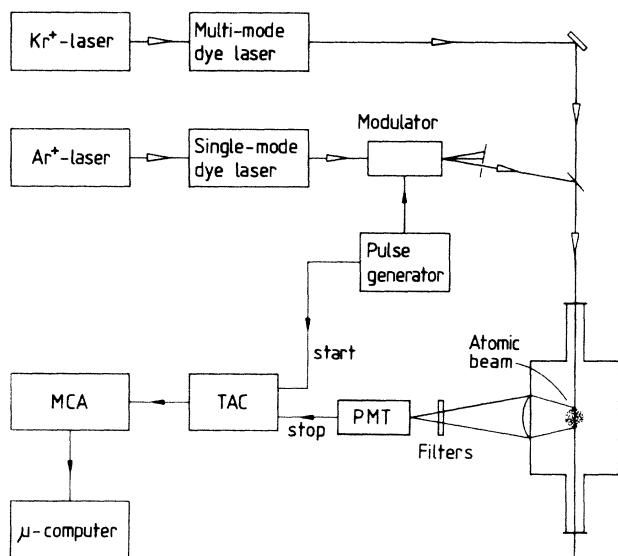 Kr⁺-laser
Multi-mode
dye laser
Ar⁺-laser
Single-mode
dye laser
Modulator
Pulse
generator
start
Atomic
beam
MCA
TAC
stop
PMT
Filters
μ-computer